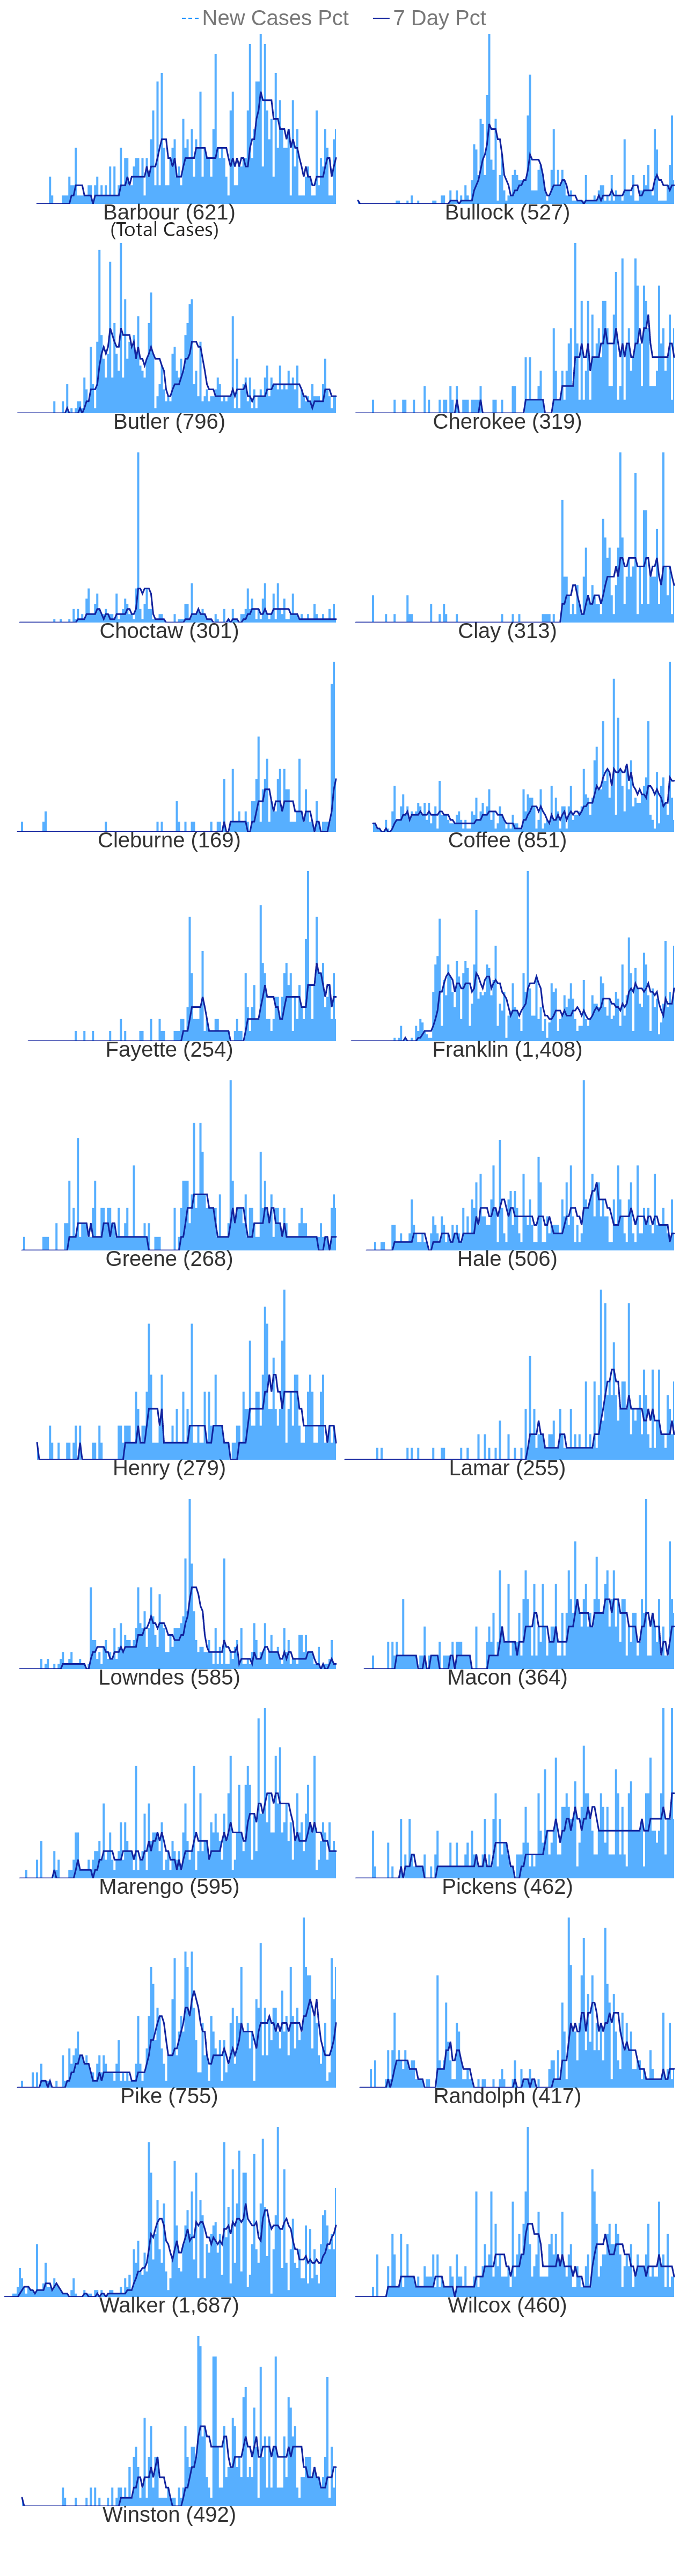 New Cases Pct 7 Day Pct
Barbour (621) Bullock (527)
(Total Cases)
Butler (796) Cherokee (319)
Choctaw (301) Clay (313)
Cleburne (169) Coffee (851)
Fayette (254) Franklin (1,408)
Greene (268) Hale (506)
Henry (279) Lamar (255)
Lowndes (585) Macon (364)
Marengo (595) Pickens (462)
Pike (755) Randolph (417)
Walker (1,687) Wilcox (460)
Winston (492)